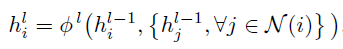 h_i^l = ϕ^l(h_i^{l-1}, {h_j^{l-1}, ∀j ∈ 𝒩(i)})